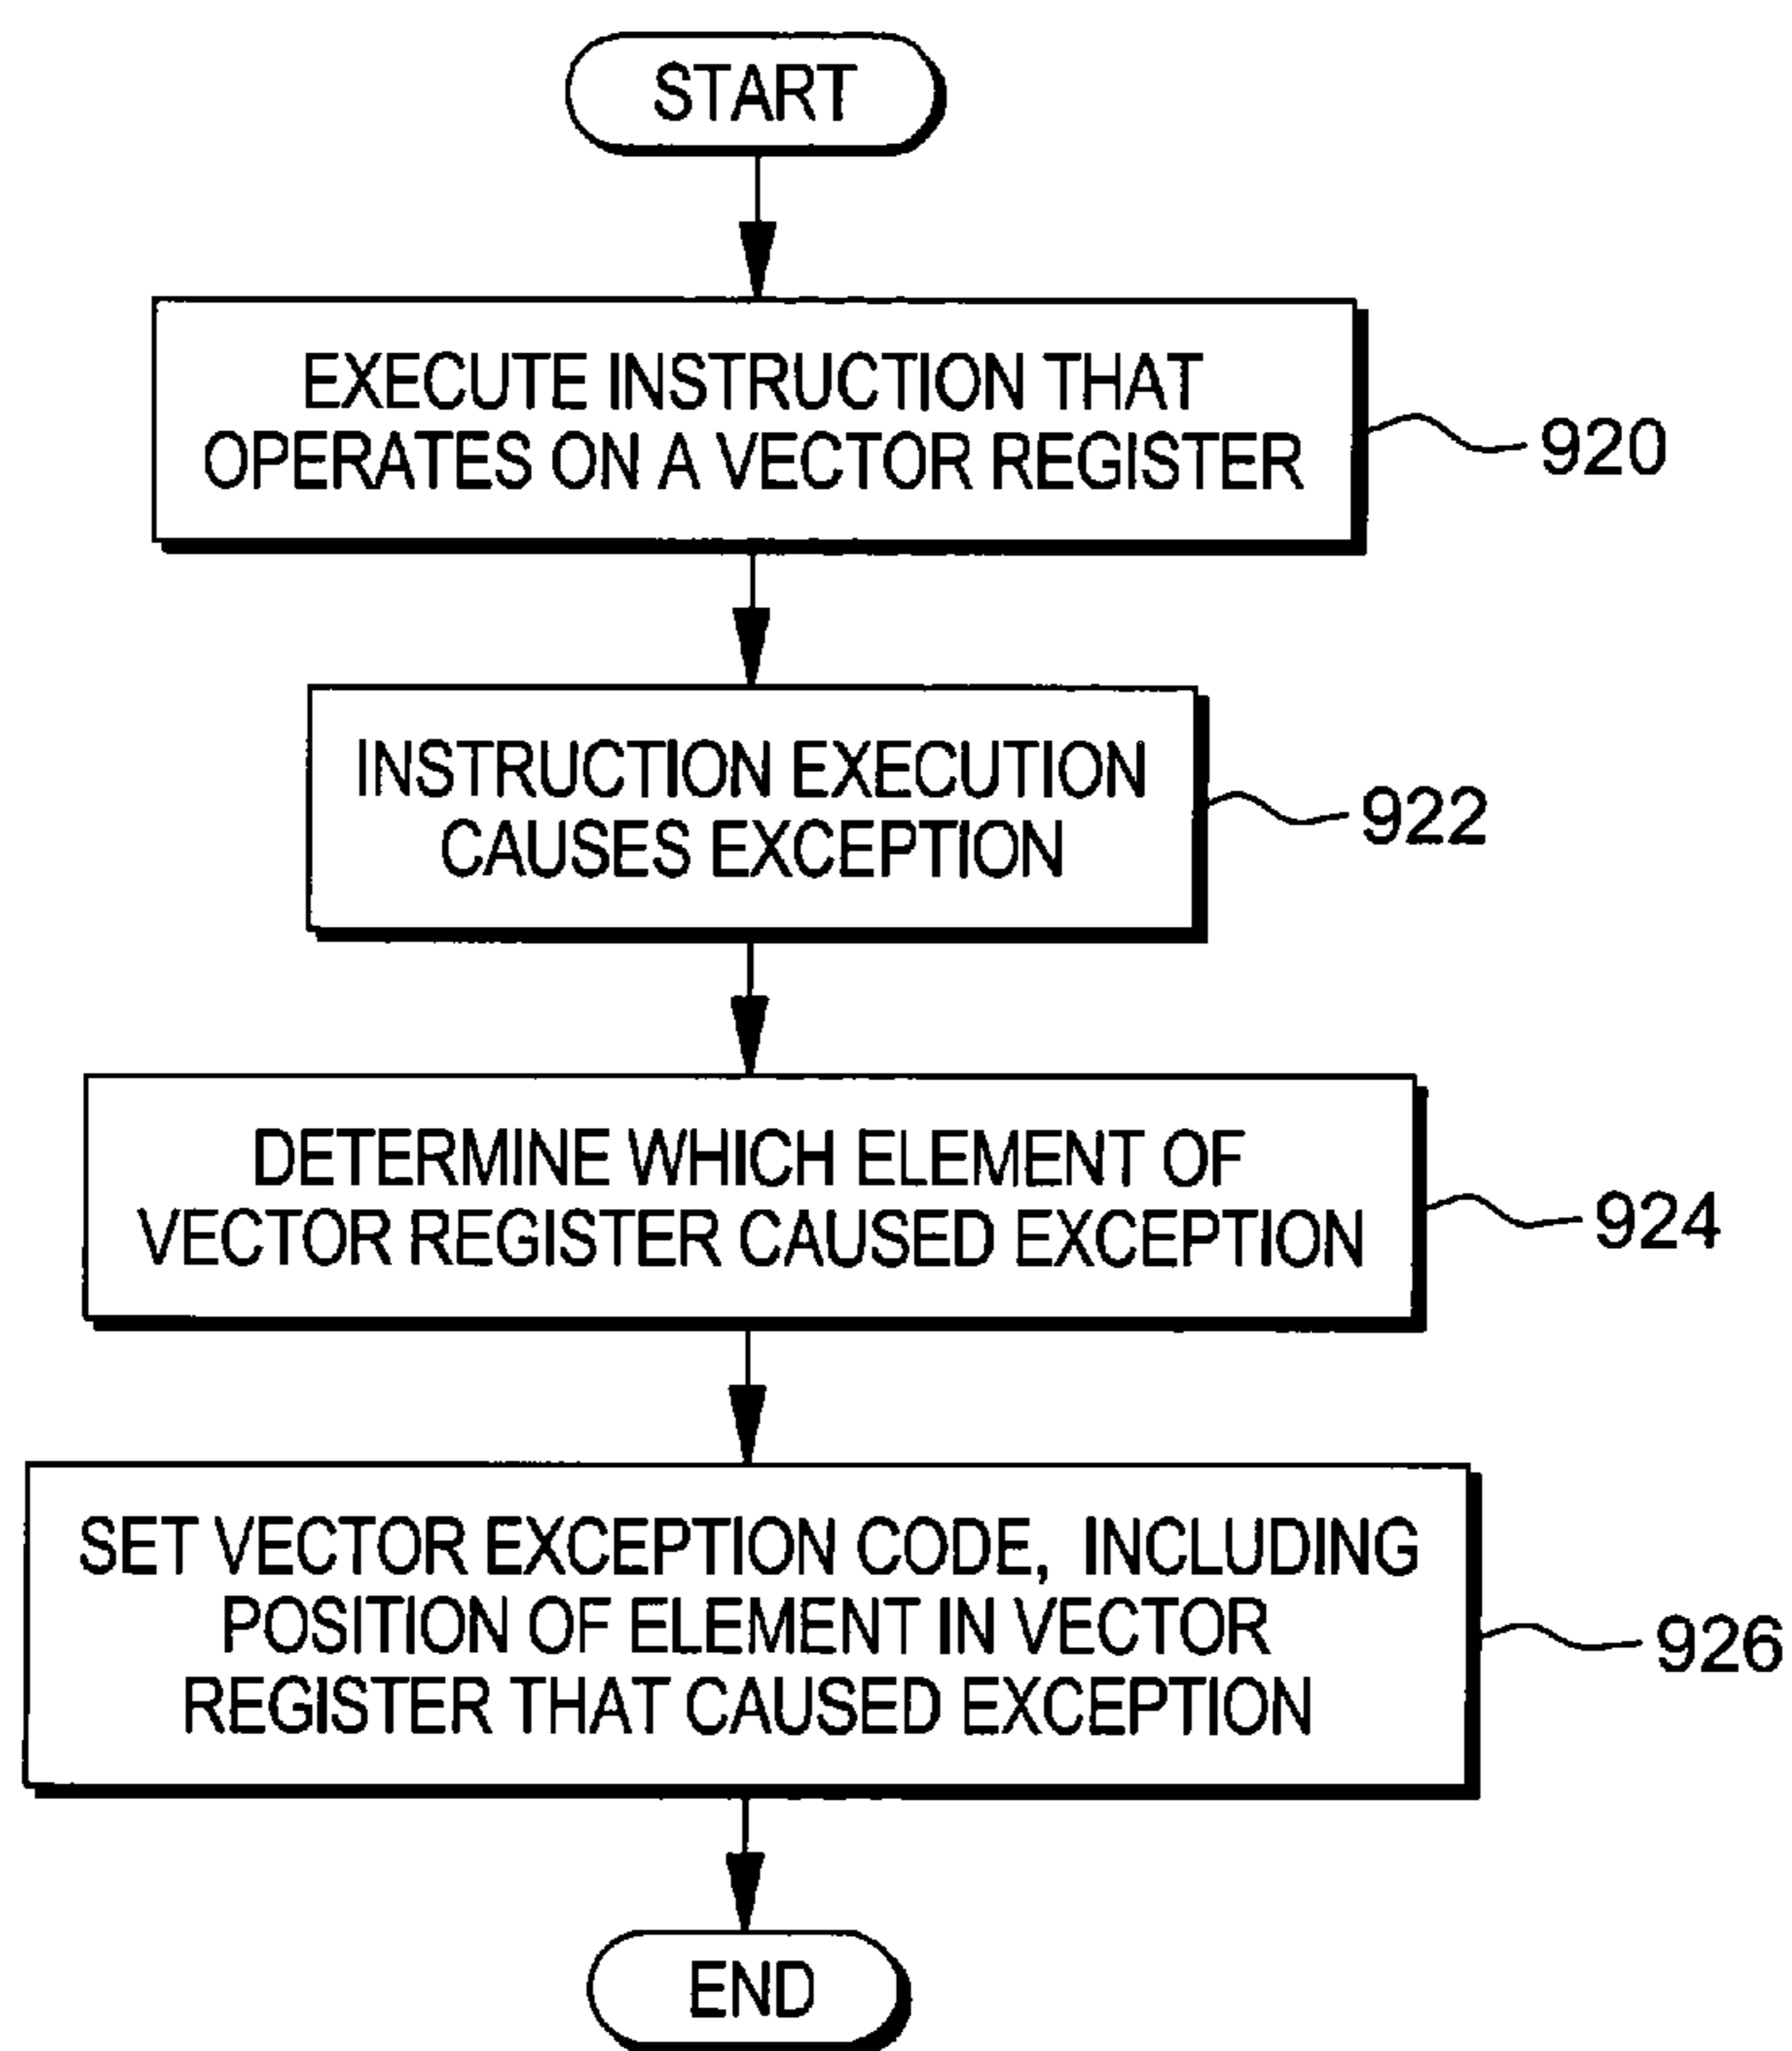 START
EXECUTE INSTRUCTION THAT
OPERATES ON A VECTOR REGISTER
920
INSTRUCTION EXECUTION
CAUSES EXCEPTION
922
DETERMINE WHICH ELEMENT OF
VECTOR REGISTER CAUSED EXCEPTION
924
SET VECTOR EXCEPTION CODE, INCLUDING
POSITION OF ELEMENT IN VECTOR
REGISTER THAT CAUSED EXCEPTION
926
END